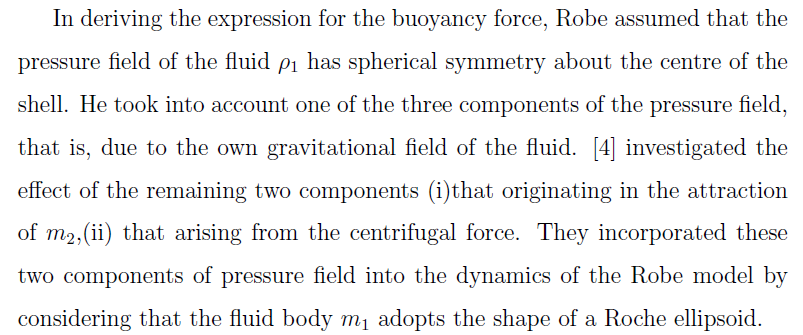 In deriving the expression for the buoyancy force, Robe assumed that the
pressure field of the fluid ρ₁ has spherical symmetry about the centre of the
shell. He took into account one of the three components of the pressure field,
that is, due to the own gravitational field of the fluid. [4] investigated the
effect of the remaining two components (i)that originating in the attraction
of m₂,(ii) that arising from the centrifugal force. They incorporated these
two components of pressure field into the dynamics of the Robe model by
considering that the fluid body m₁ adopts the shape of a Roche ellipsoid.